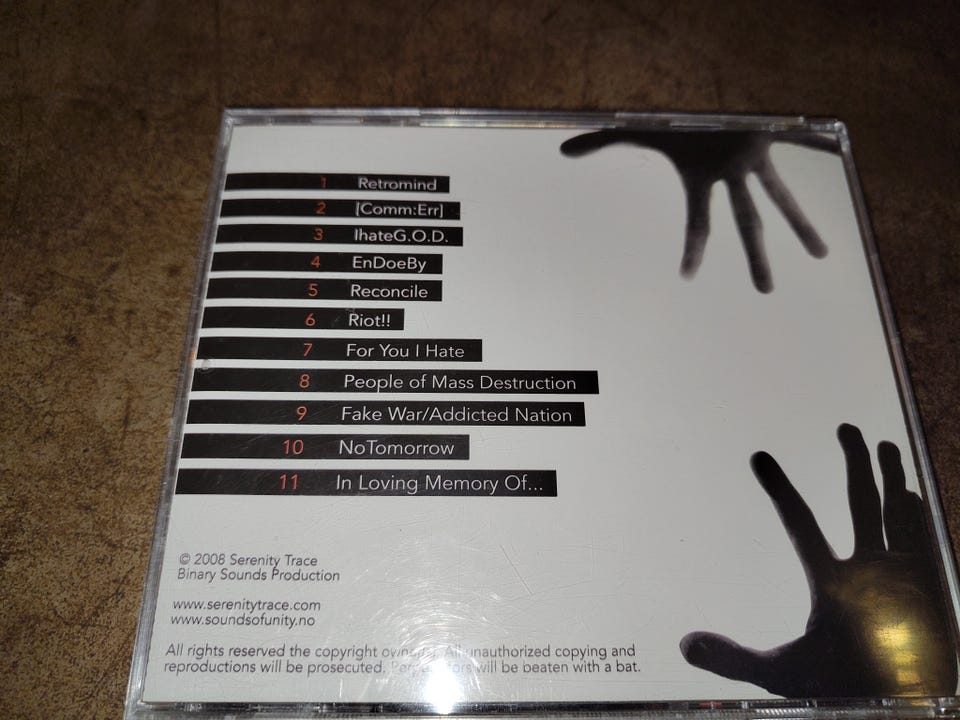 1 Retromind
2 [Comm:Err]
3 IhateG.O.D.
4 EnDoeBy
5 Reconcile
6 Riot!!
7 For You I Hate
8 People of Mass Destruction
9 Fake War/Addicted Nation
10 NoTomorrow
11 In Loving Memory Of...
© 2008 Serenity Trace
Binary Sounds Production
www.serenitytrace.com
www.soundsofunity.no
All rights reserved the copyright unauthorized copying and
reproductions will be prosecuted. will be beaten with a bat.